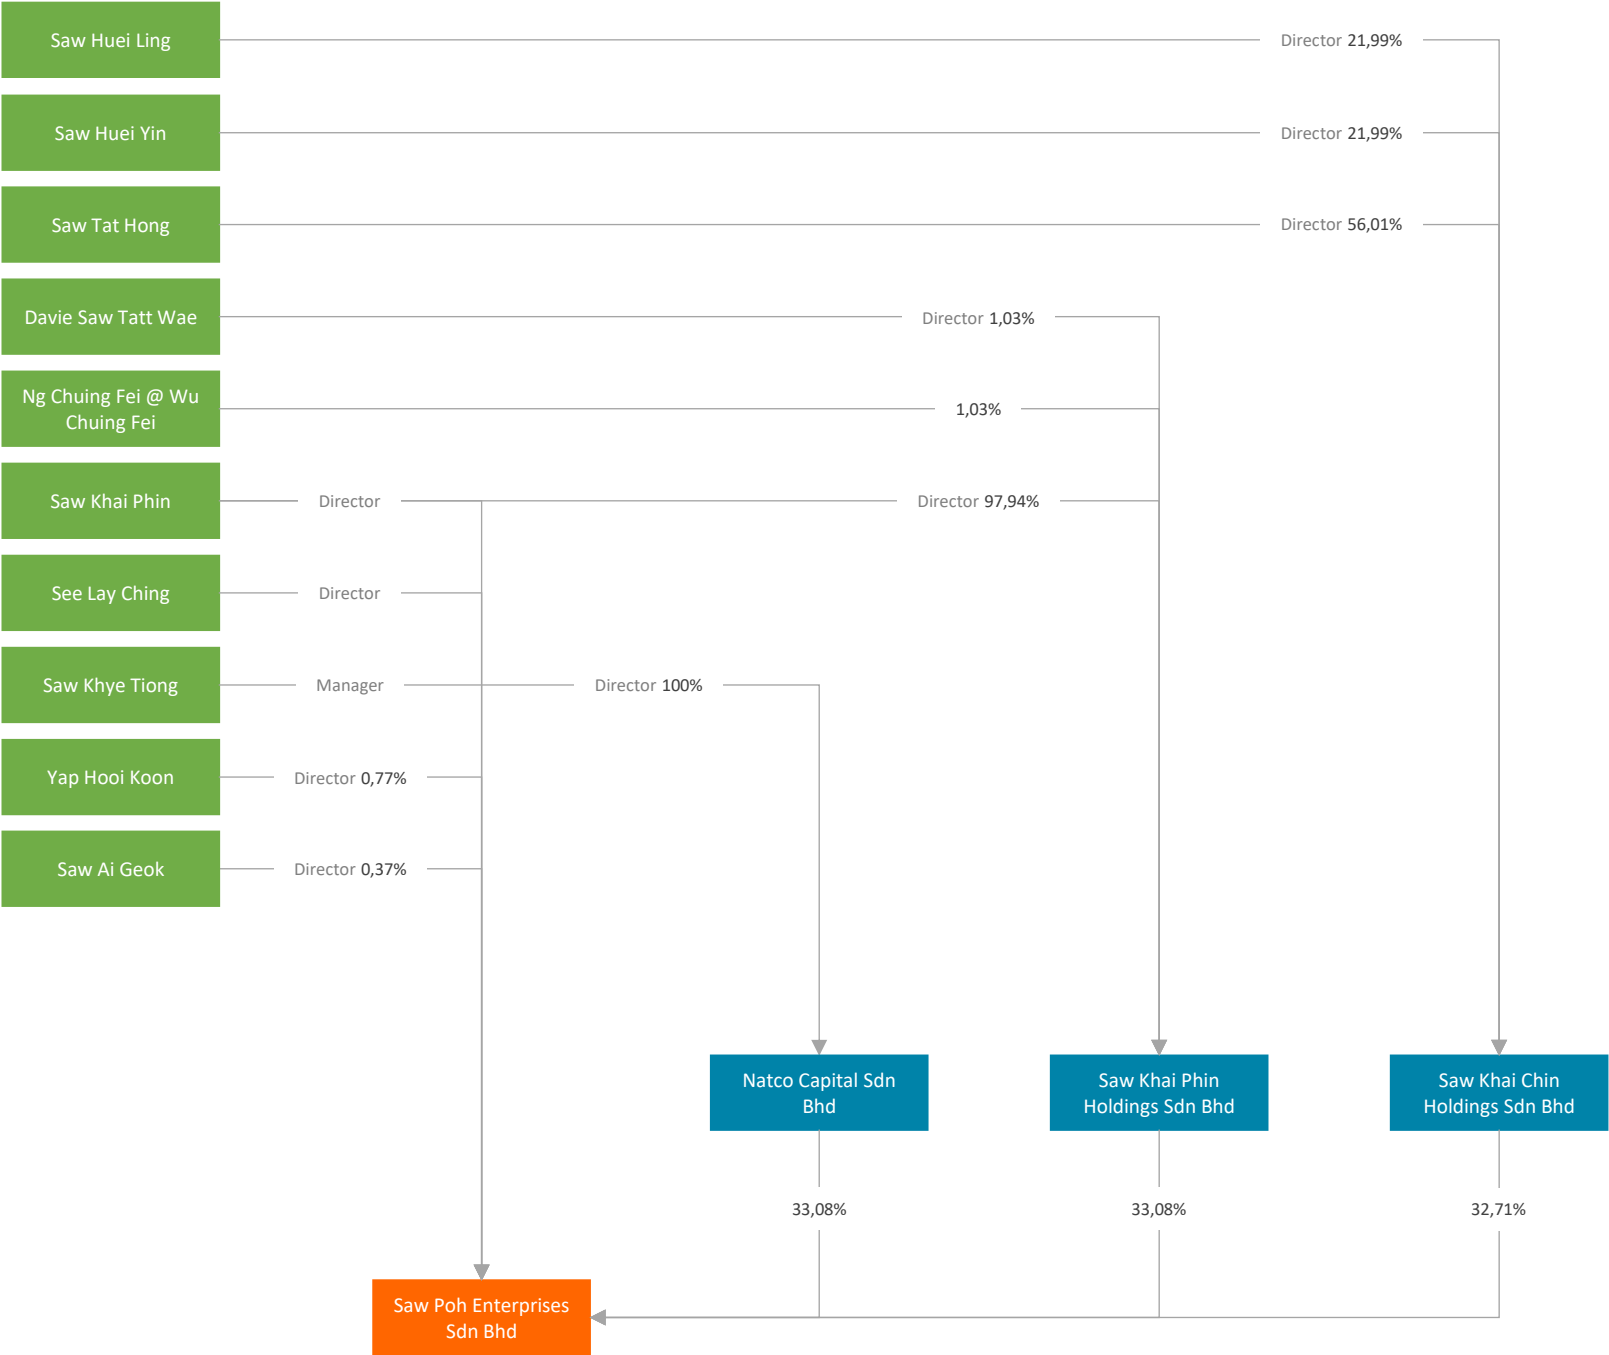 Saw Huei Ling
Director 21,99%
Saw Huei Yin
Director 21,99%
Saw Tat Hong
Director 56,01%
Davie Saw Tatt Wae
Director 1,03%
Ng Chuing Fei @ Wu
Chuing Fei
1,03%
Saw Khai Phin
Director
Director 97,94%
See Lay Ching
Director
Saw Khye Tiong
Manager
Director 100%
Yap Hooi Koon
Director 0,77%
Saw Ai Geok
Director 0,37%
Natco Capital Sdn
Bhd
Saw Khai Phin
Holdings Sdn Bhd
Saw Khai Chin
Holdings Sdn Bhd
33,08%
33,08%
32,71%
Saw Poh Enterprises
Sdn Bhd